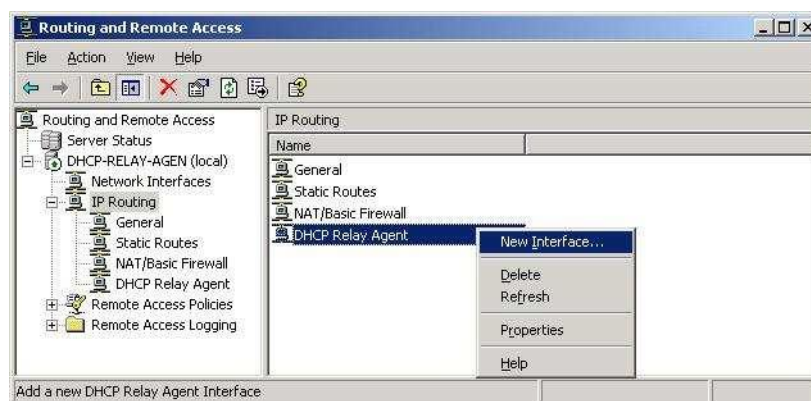 Routing and Remote Access
File Action View Help
Routing and Remote Access
Server Status
DHCP-RELAY-AGEN (local)
Network Interfaces
IP Routing
General
Static Routes
NAT/Basic Firewall
DHCP Relay Agent
Remote Access Policies
Remote Access Logging
IP Routing
Name
General
Static Routes
NAT/Basic Firewall
DHCP Relay Agent
New Interface...
Delete
Refresh
Properties
Help
Add a new DHCP Relay Agent Interface